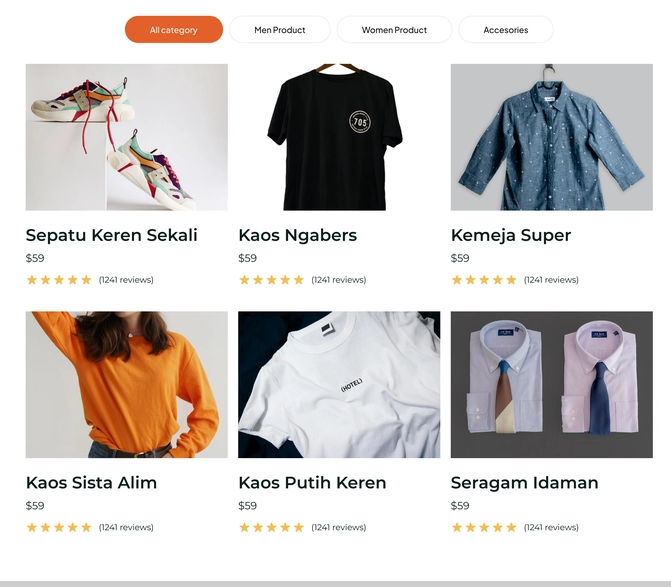 All category
Men Product
Women Product
Accesories
705
Sepatu Keren Sekali
Kaos Ngabers
Kemeja Super
$59
$59
$59
(1241 reviews)
(1241 reviews)
(1241 reviews)
(HOTEL)
Kaos Sista Alim
Kaos Putih Keren
Seragam Idaman
$59
$59
$59
(1241 reviews)
(1241 reviews)
(1241 reviews)